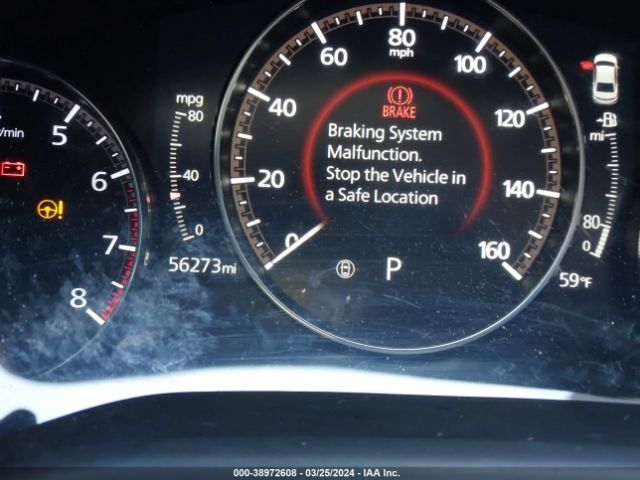 60
80
mph
100
40
120
20
140
0
160
BRAKE
Braking System
Malfunction.
Stop the Vehicle in
a Safe Location
P
mpg
80
40
0
56273mi
r/min
5
6
7
8
mi
80
0
59°F
000-38972608 - 03/25/2024 - IAA Inc.